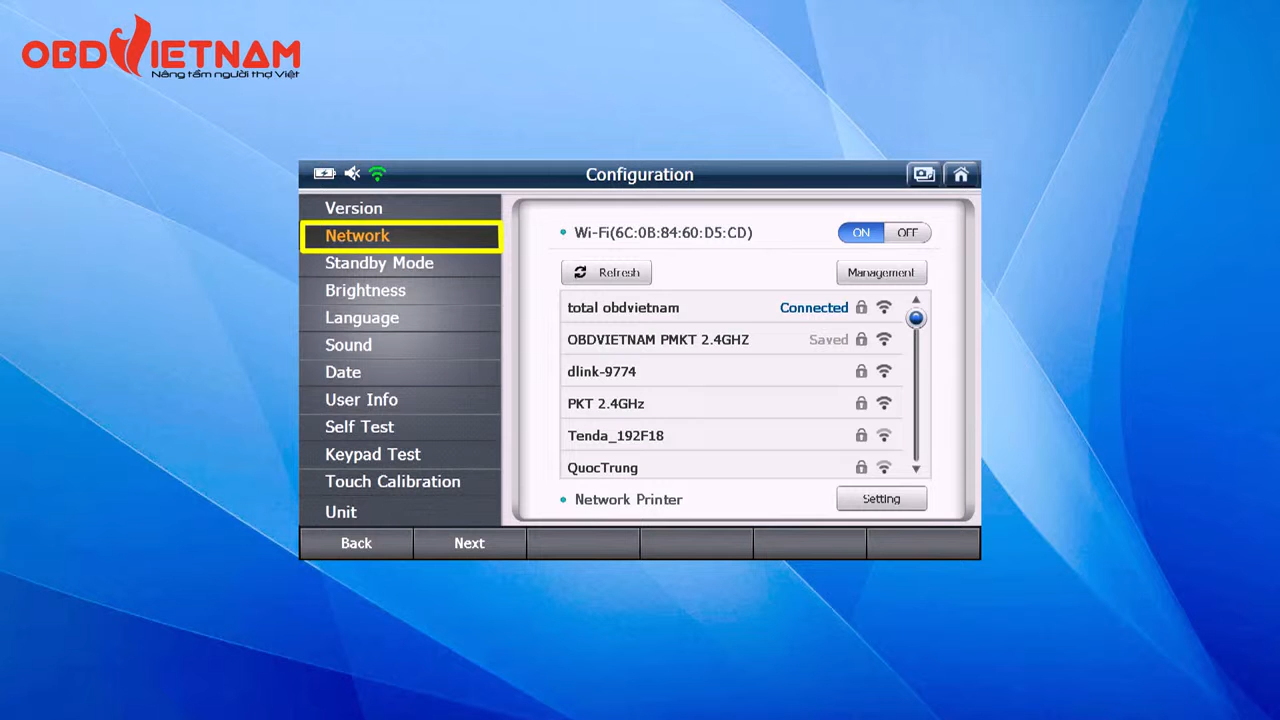 OBDVIETNAM
Nâng tầm người thợ Việt
Configuration
Version
Network
Standby Mode
Brightness
Language
Sound
Date
User Info
Self Test
Keypad Test
Touch Calibration
Unit
Wi-Fi(6C:0B:84:60:D5:CD)
ON OFF
Refresh
Management
total obdvietnam Connected
OBDVIETNAM PMKT 2.4GHZ Saved
dlink-9774
PKT 2.4GHz
Tenda_192F18
QuocTrung
Network Printer
Setting
Back
Next